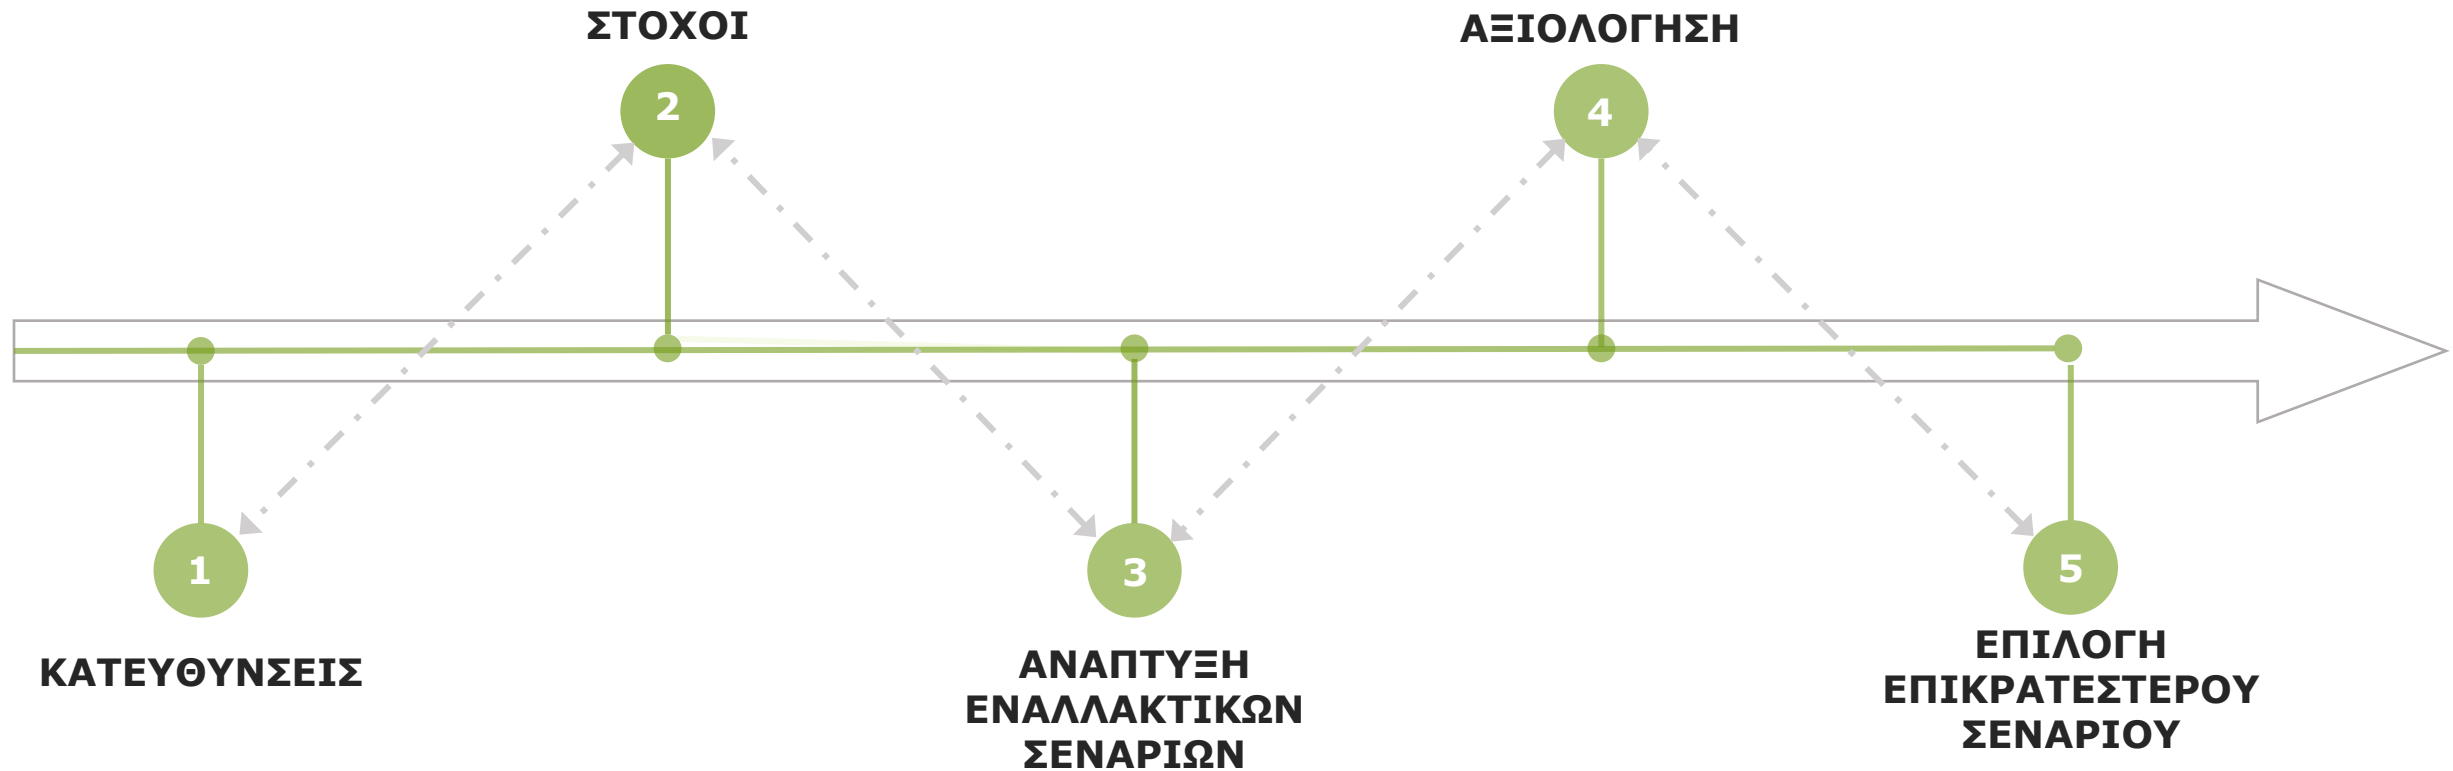 ΣΤΟΧΟΙ
ΑΞΙΟΛΟΓΗΣΗ
2
4
1
3
5
ΚΑΤΕΥΘΥΝΣΕΙΣ
ΑΝΑΠΤΥΞΗ
ΕΝΑΛΛΑΚΤΙΚΩΝ
ΣΕΝΑΡΙΩΝ
ΕΠΙΛΟΓΗ
ΕΠΙΚΡΑΤΕΣΤΕΡΟΥ
ΣΕΝΑΡΙΟΥ